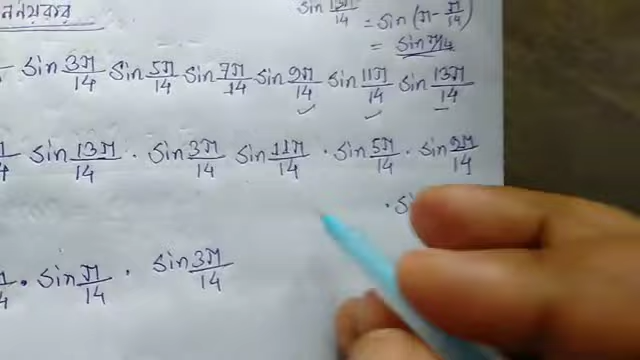 sin 13π/14 = sin (π - π/14)
= sin π/14
sin 3π/14 sin 5π/14 sin 7π/14 sin 9π/14 sin 11π/14 sin 13π/14
sin 13π/14 · sin 3π/14 sin 11π/14 · sin 5π/14 · sin 9π/14
· si
· sin π/14 · sin 3π/14